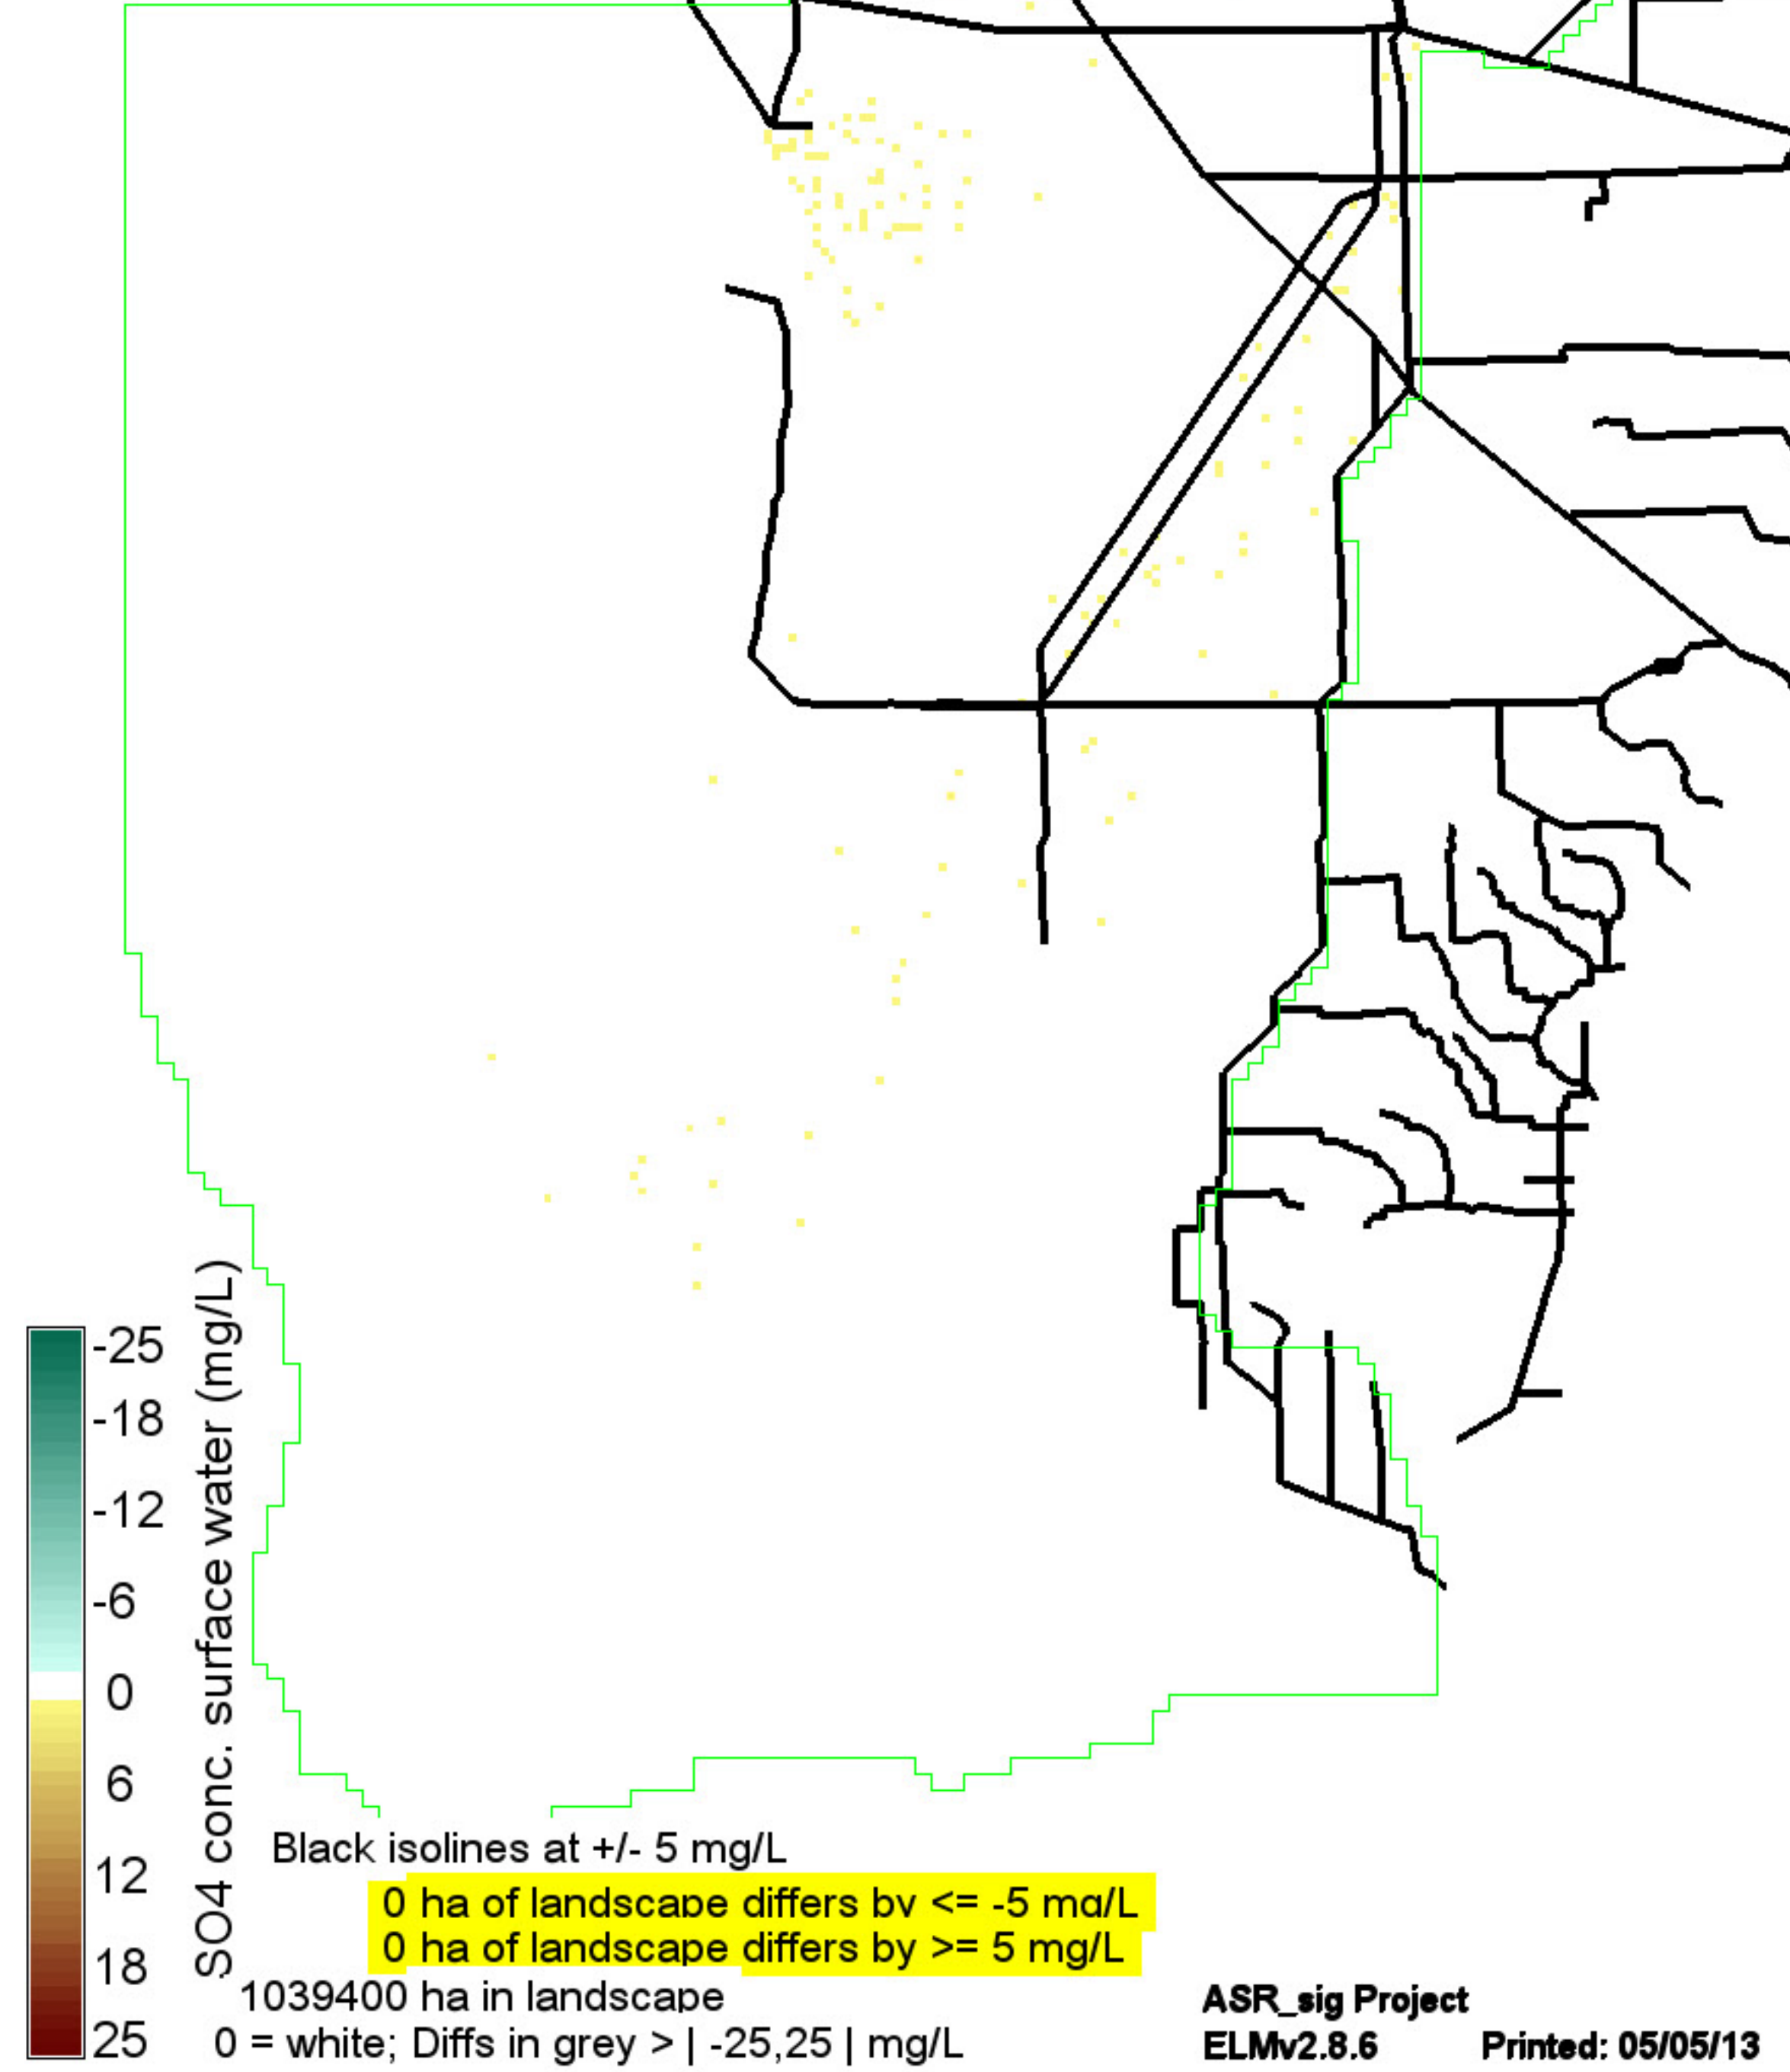 -25
-18
-12
-6
0
6
12
18
25
SO4 conc. surface water (mg/L)
Black isolines at +/- 5 mg/L
0 ha of landscape differs by <= -5 mg/L
0 ha of landscape differs by >= 5 mg/L
1039400 ha in landscape
0 = white; Diffs in grey > | -25,25 | mg/L
ASR_sig Project
ELMv2.8.6 Printed: 05/05/13